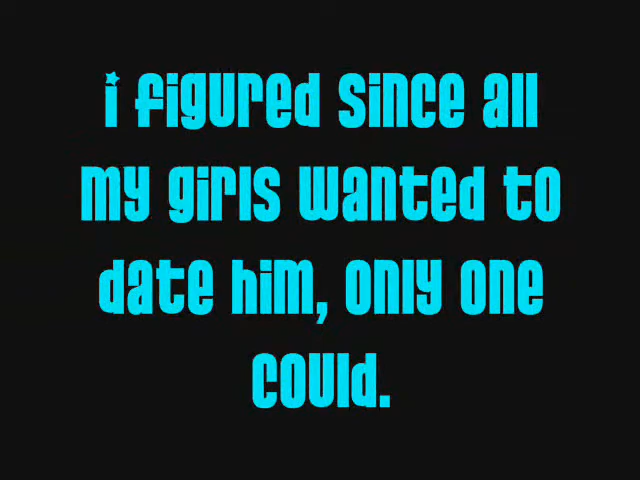 i figured since all
my girls wanted to
date him, only one
could.